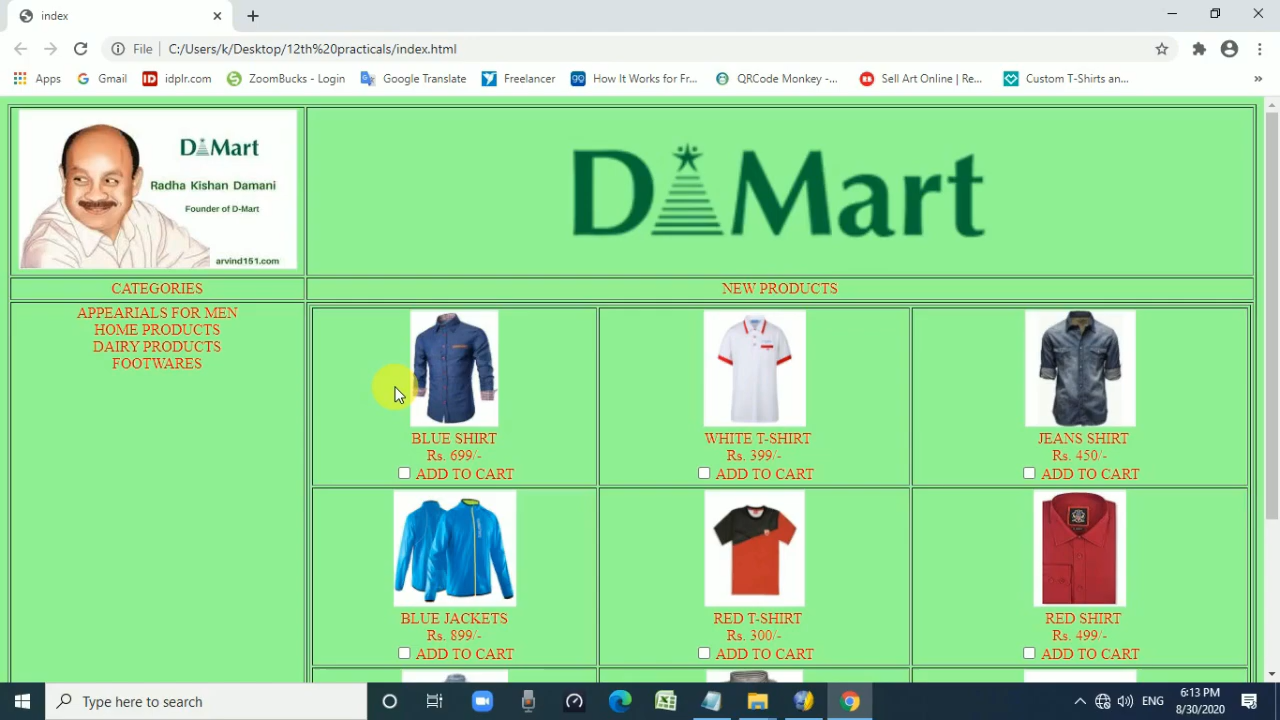 index
File
C:/Users/k/Desktop/12th%20practicals/index.html
Apps
Gmail
idplr.com
ZoomBucks - Login
Google Translate
Freelancer
How It Works for Fr...
QRCode Monkey -...
Sell Art Online | Re...
Custom T-Shirts an...
D Mart
Radha Kishan Damani
Founder of D-Mart
arvind151.com
D Mart
CATEGORIES
NEW PRODUCTS
APPEARIALS FOR MEN
HOME PRODUCTS
DAIRY PRODUCTS
FOOTWARES
BLUE SHIRT
Rs. 699/-
ADD TO CART
WHITE T-SHIRT
Rs. 399/-
ADD TO CART
JEANS SHIRT
Rs. 450/-
ADD TO CART
BLUE JACKETS
Rs. 899/-
ADD TO CART
RED T-SHIRT
Rs. 300/-
ADD TO CART
RED SHIRT
Rs. 499/-
ADD TO CART
Type here to search
ENG
6:13 PM
8/30/2020